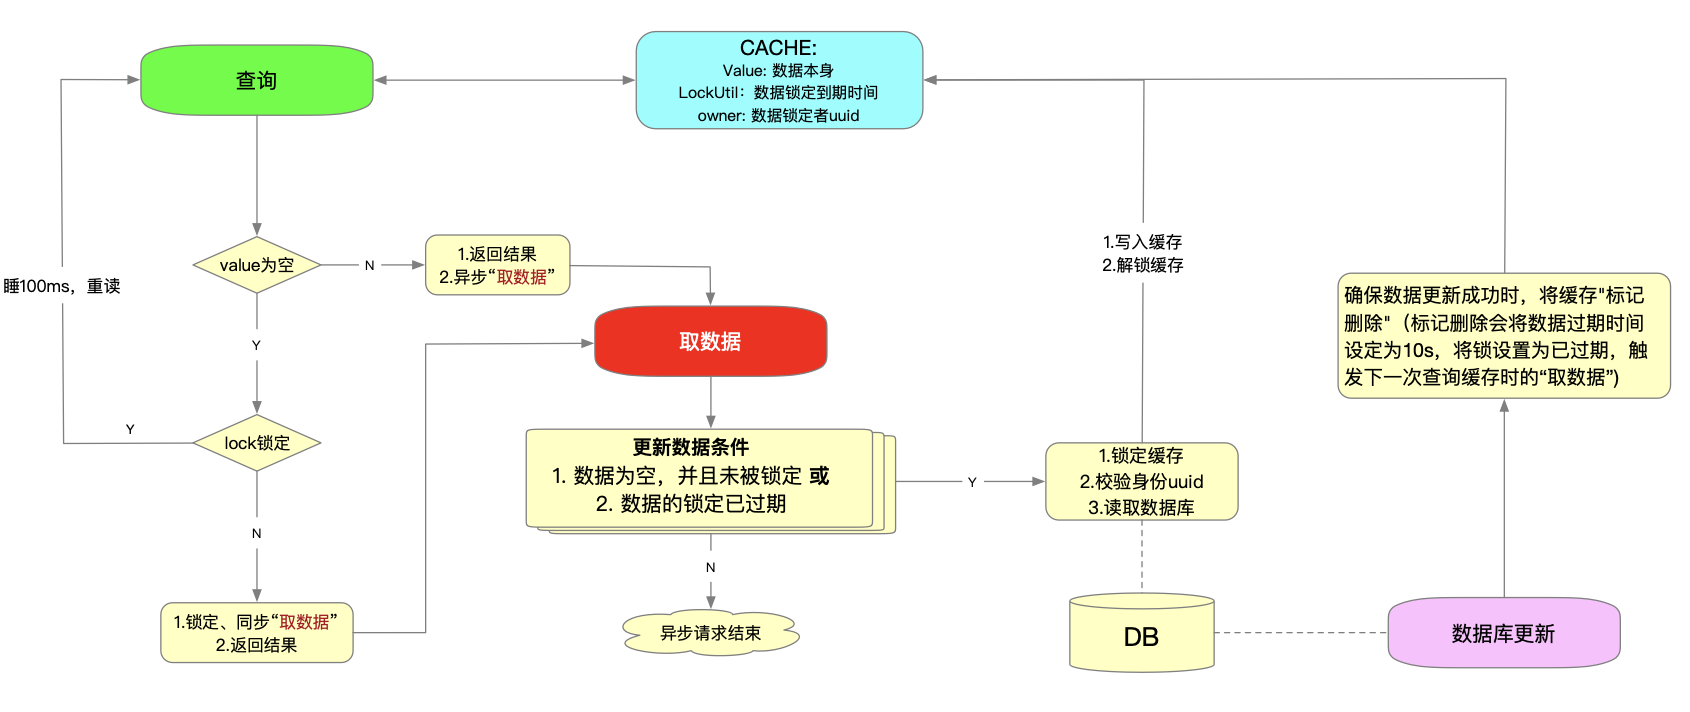 查询
CACHE:
Value: 数据本身
LockUtil：数据锁定到期时间
owner: 数据锁定者uuid
value为空
N
1.返回结果
2.异步“取数据”
睡100ms，重读
Y
取数据
1.写入缓存
2.解锁缓存
确保数据更新成功时，将缓存"标记
删除"（标记删除会将数据过期时间
设定为10s，将锁设置为已过期，触
发下一次查询缓存时的“取数据”)
Y
lock锁定
N
更新数据条件
1. 数据为空，并且未被锁定 或
2. 数据的锁定已过期
Y
1.锁定缓存
2.校验身份uuid
3.读取数据库
N
1.锁定、同步“取数据”
2.返回结果
异步请求结束
DB
数据库更新